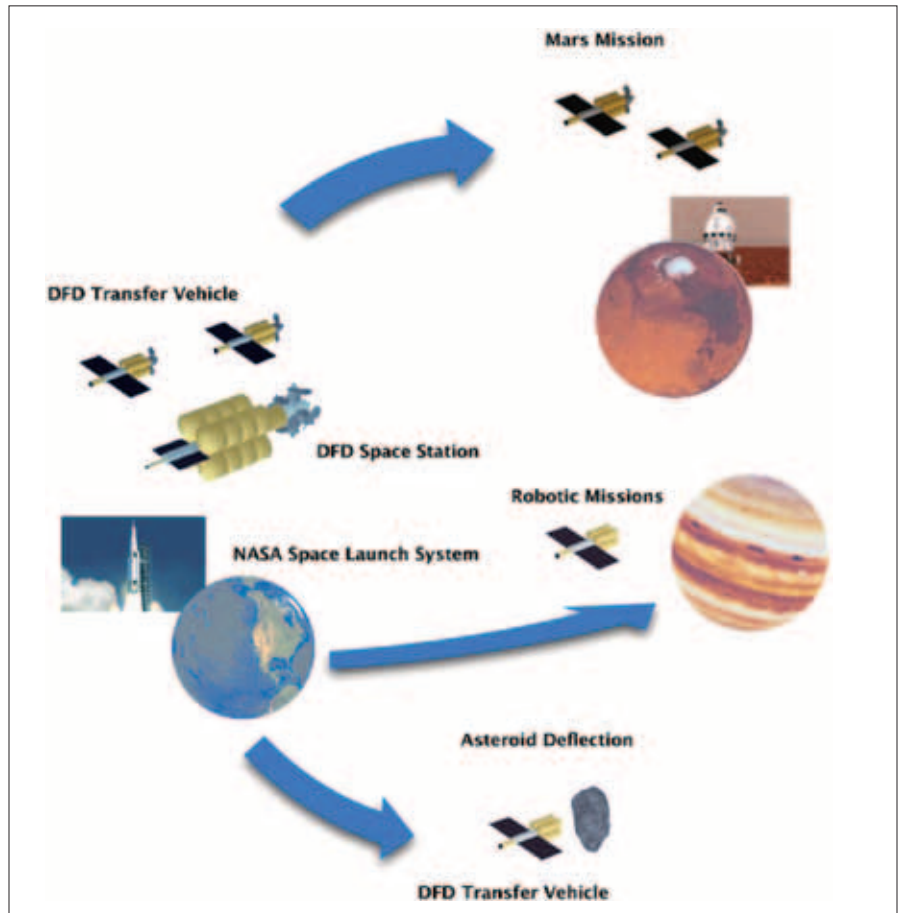 Mars Mission
DFD Transfer Vehicle
DFD Space Station
Robotic Missions
NASA Space Launch System
Asteroid Deflection
DFD Transfer Vehicle